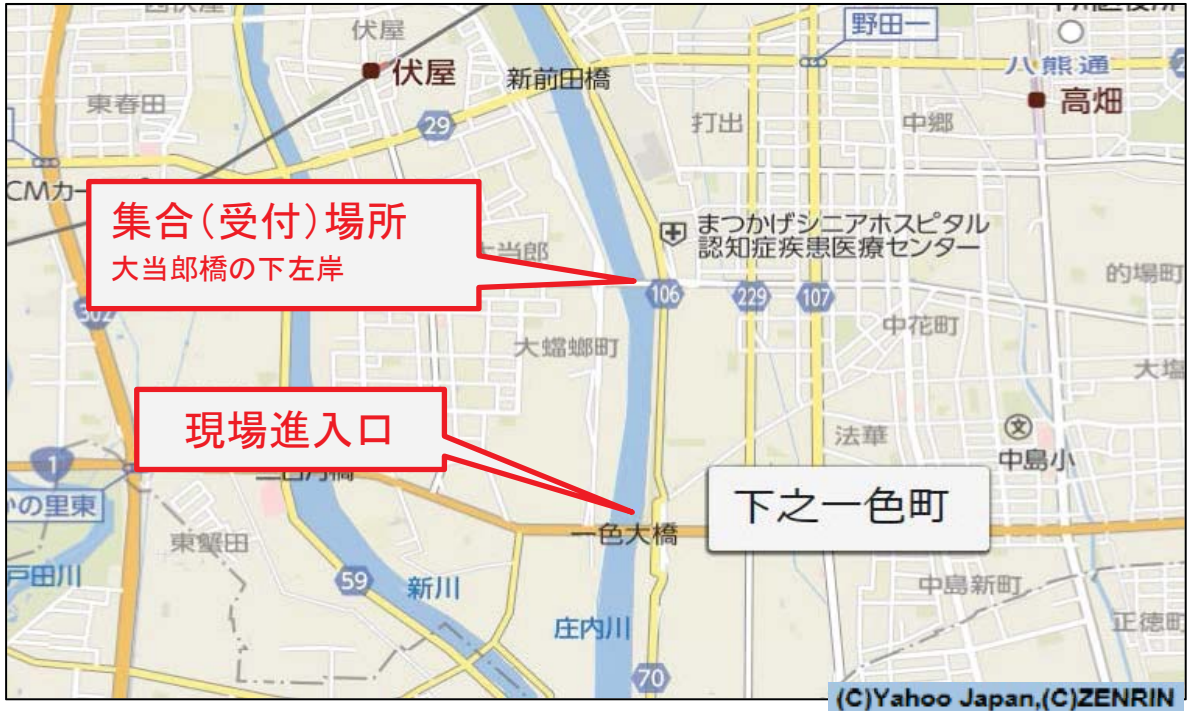 伏屋
野田一
八熊通
伏屋
新前田橋
高畑
東春田
29
打出
中郷
CMカー
集合(受付)場所
大当郎橋の下左岸
まつかげシニアホスピタル
認知症疾患医療センター
大当郎
的場町
106
229
107
302
中花町
大蟷螂町
大塩
現場進入口
法華
中島小
1
三日月橋
の里東
下之一色町
一色大橋
東蟹田
戸田川
59
新川
中島新町
庄内川
正徳町
70
(C)Yahoo Japan,(C)ZENRIN